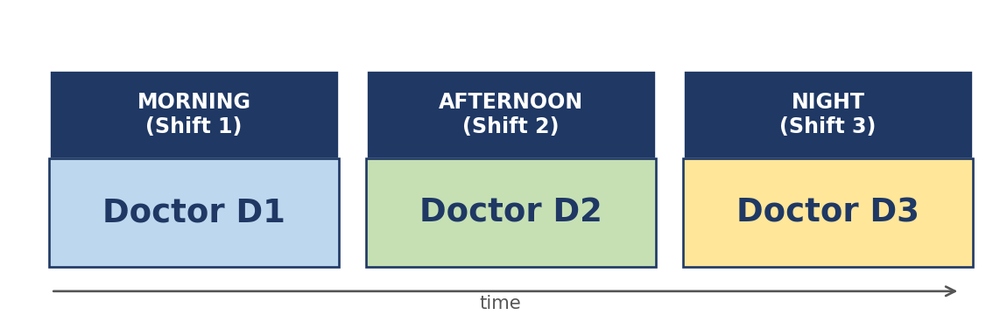 MORNING
(Shift 1)
AFTERNOON
(Shift 2)
NIGHT
(Shift 3)
Doctor D1
Doctor D2
Doctor D3
time